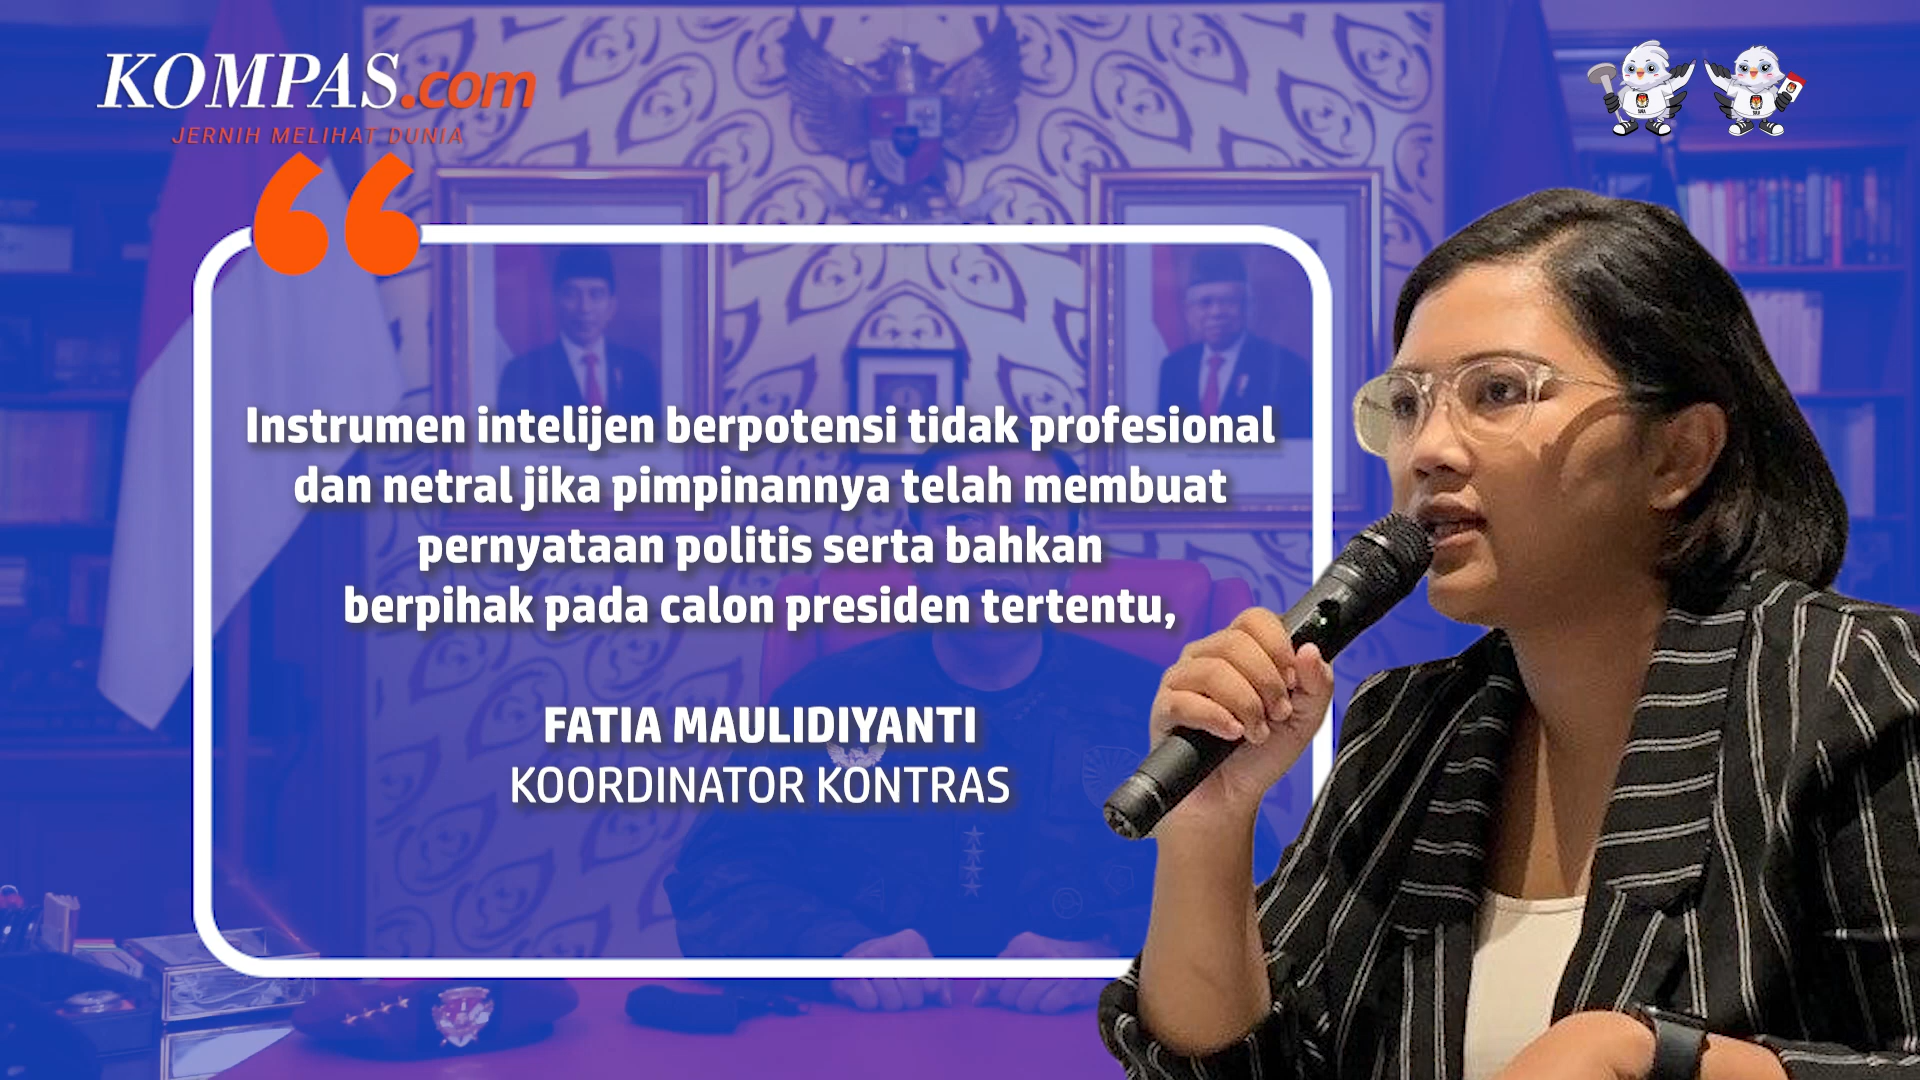 KOMPAS.com
JERNIH MELIHAT DUNIA
Instrumen intelijen berpotensi tidak profesional
dan netral jika pimpinannya telah membuat
pernyataan politis serta bahkan
berpihak pada calon presiden tertentu,
FATIA MAULIDIYANTI
KOORDINATOR KONTRAS